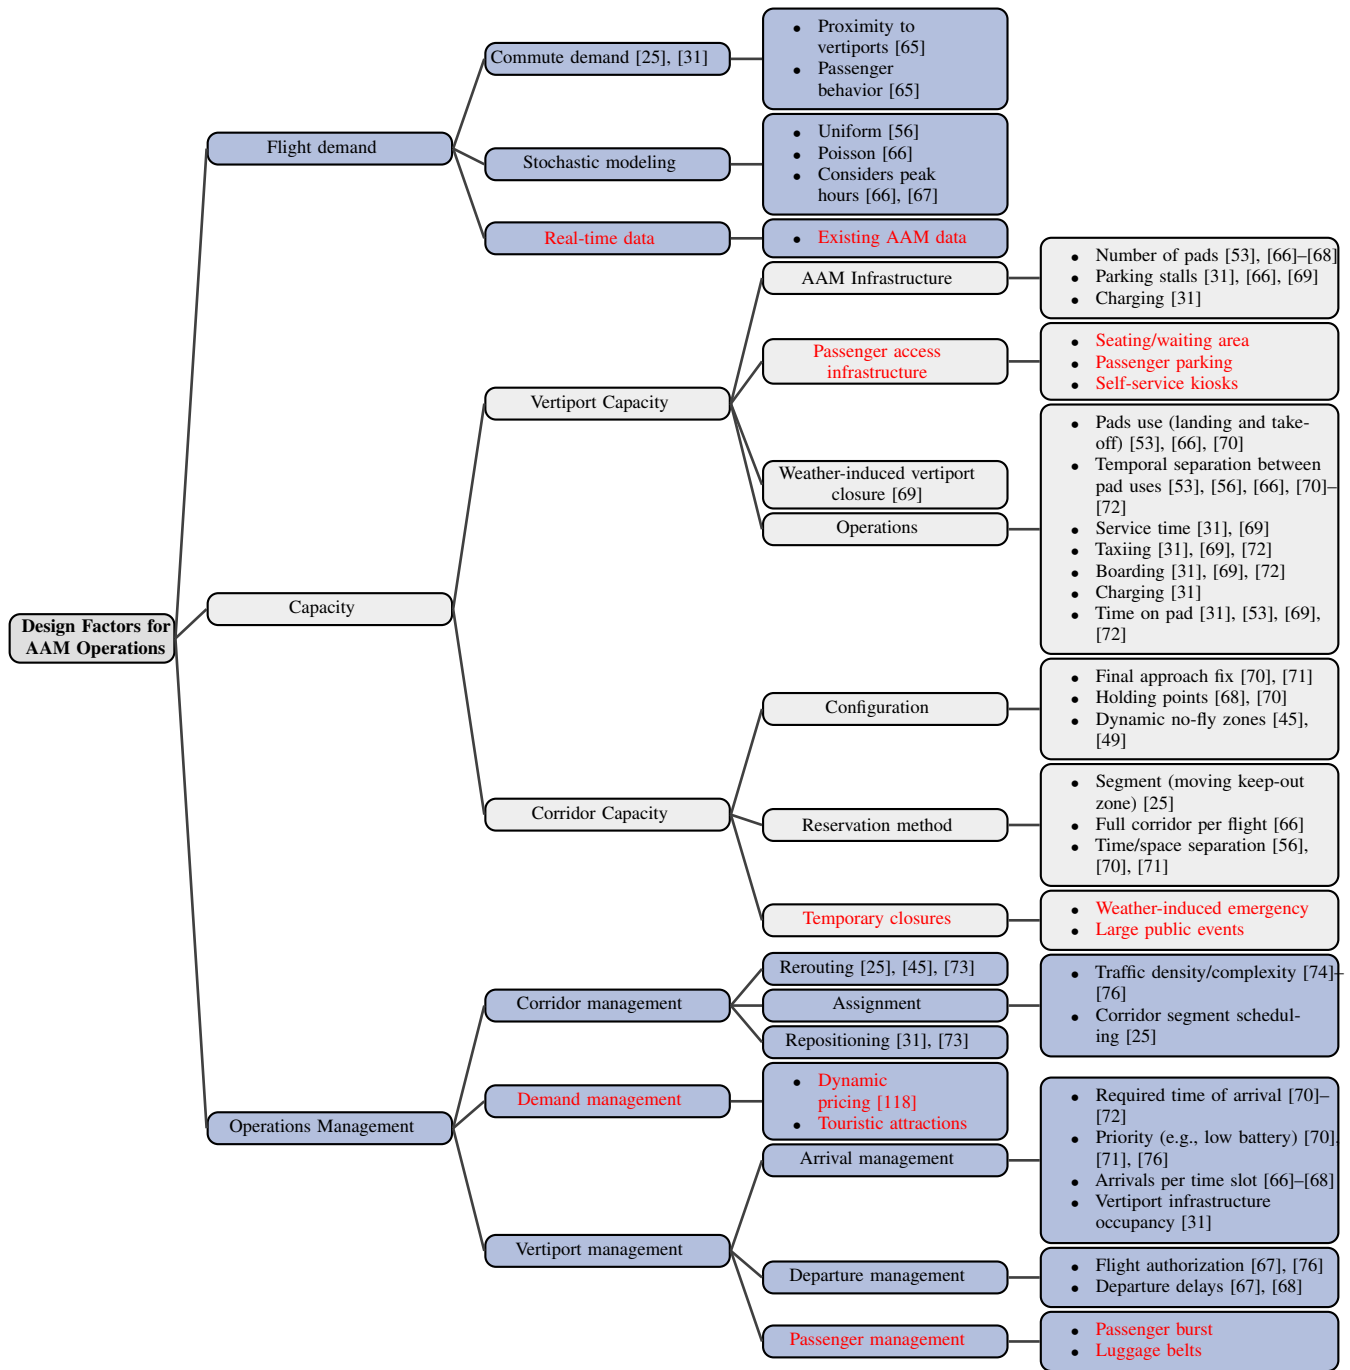 Design Factors for
AAM Operations
Flight demand
Commute demand [25], [31]
• Proximity to
vertiports [65]
• Passenger
behavior [65]
Stochastic modeling
• Uniform [56]
• Poisson [66]
• Considers peak
hours [66], [67]
Real-time data
• Existing AAM data
Capacity
Vertiport Capacity
AAM Infrastructure
• Number of pads [53], [66]–[68]
• Parking stalls [31], [66], [69]
• Charging [31]
Passenger access
infrastructure
• Seating/waiting area
• Passenger parking
• Self-service kiosks
Weather-induced vertiport
closure [69]
Operations
• Pads use (landing and take-
off) [53], [66], [70]
• Temporal separation between
pad uses [53], [56], [66], [70]–
[72]
• Service time [31], [69]
• Taxiing [31], [69], [72]
• Boarding [31], [69], [72]
• Charging [31]
• Time on pad [31], [53], [69],
[72]
Corridor Capacity
Configuration
• Final approach fix [70], [71]
• Holding points [68], [70]
• Dynamic no-fly zones [45],
[49]
Reservation method
• Segment (moving keep-out
zone) [25]
• Full corridor per flight [66]
• Time/space separation [56],
[70], [71]
Temporary closures
• Weather-induced emergency
• Large public events
Operations Management
Corridor management
Rerouting [25], [45], [73]
Assignment
• Traffic density/complexity [74]–
[76]
• Corridor segment schedul-
ing [25]
Repositioning [31], [73]
Demand management
• Dynamic
pricing [118]
• Touristic attractions
Vertiport management
Arrival management
• Required time of arrival [70]–
[72]
• Priority (e.g., low battery) [70],
[71], [76]
• Arrivals per time slot [66]–[68]
• Vertiport infrastructure
occupancy [31]
Departure management
• Flight authorization [67], [76]
• Departure delays [67], [68]
Passenger management
• Passenger burst
• Luggage belts